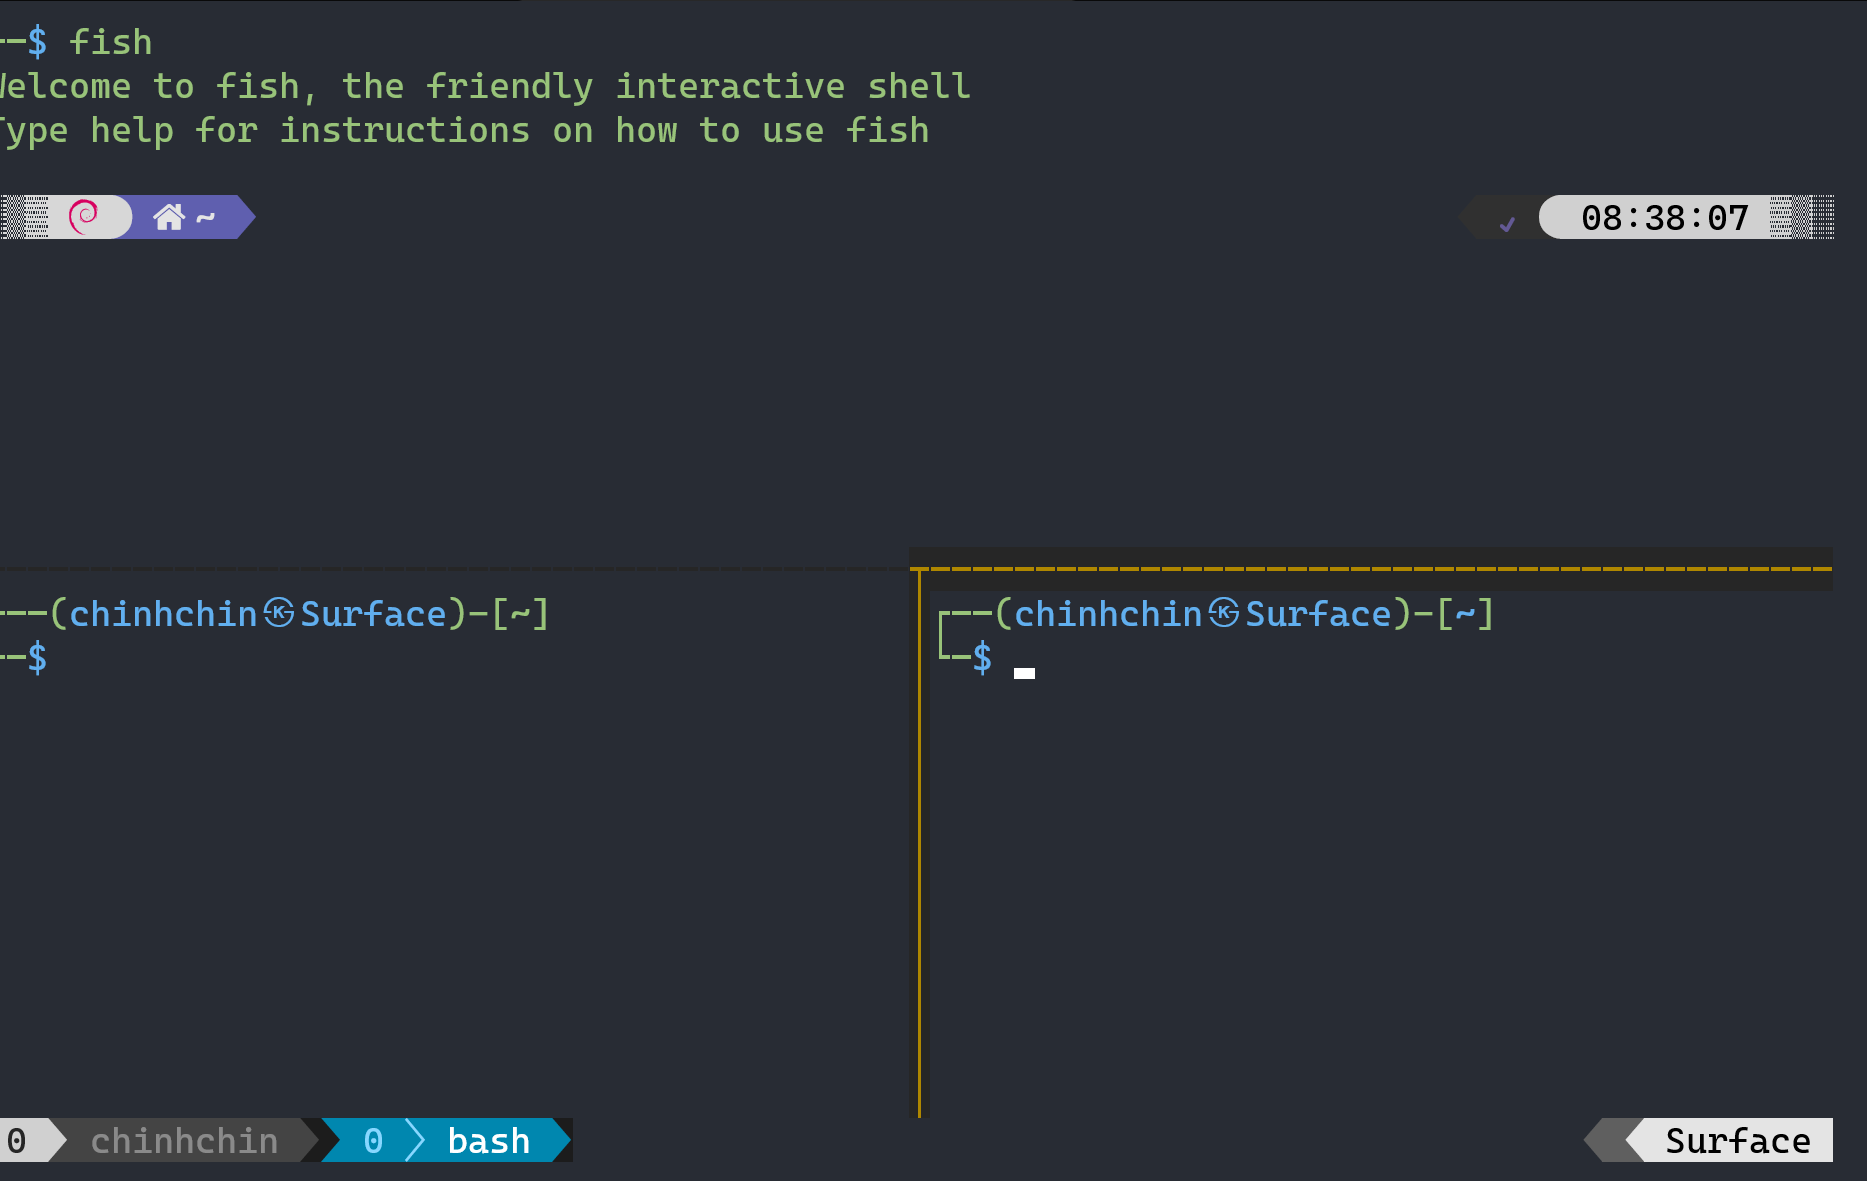 --$ fish
Welcome to fish, the friendly interactive shell
Type help for instructions on how to use fish
~ 08:38:07
---(chinhchin㉿Surface)-[~]
--$
┌--(chinhchin㉿Surface)-[~]
└-$
0 chinhchin 0 bash Surface